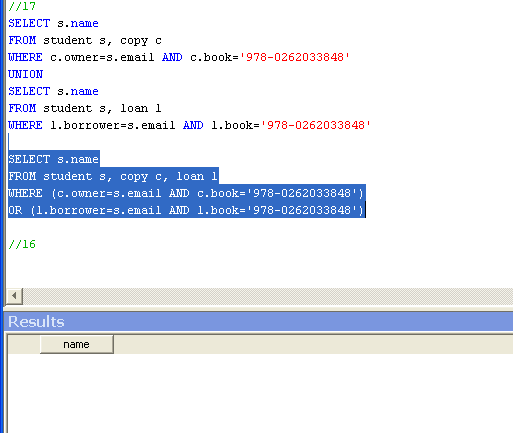 //17
SELECT s.name
FROM student s, copy c
WHERE c.owner=s.email AND c.book='978-0262033848'
UNION
SELECT s.name
FROM student s, loan l
WHERE l.borrower=s.email AND l.book='978-0262033848'
SELECT s.name
FROM student s, copy c, loan l
WHERE (c.owner=s.email AND c.book='978-0262033848')
OR (l.borrower=s.email AND l.book='978-0262033848')
//16
Results
name